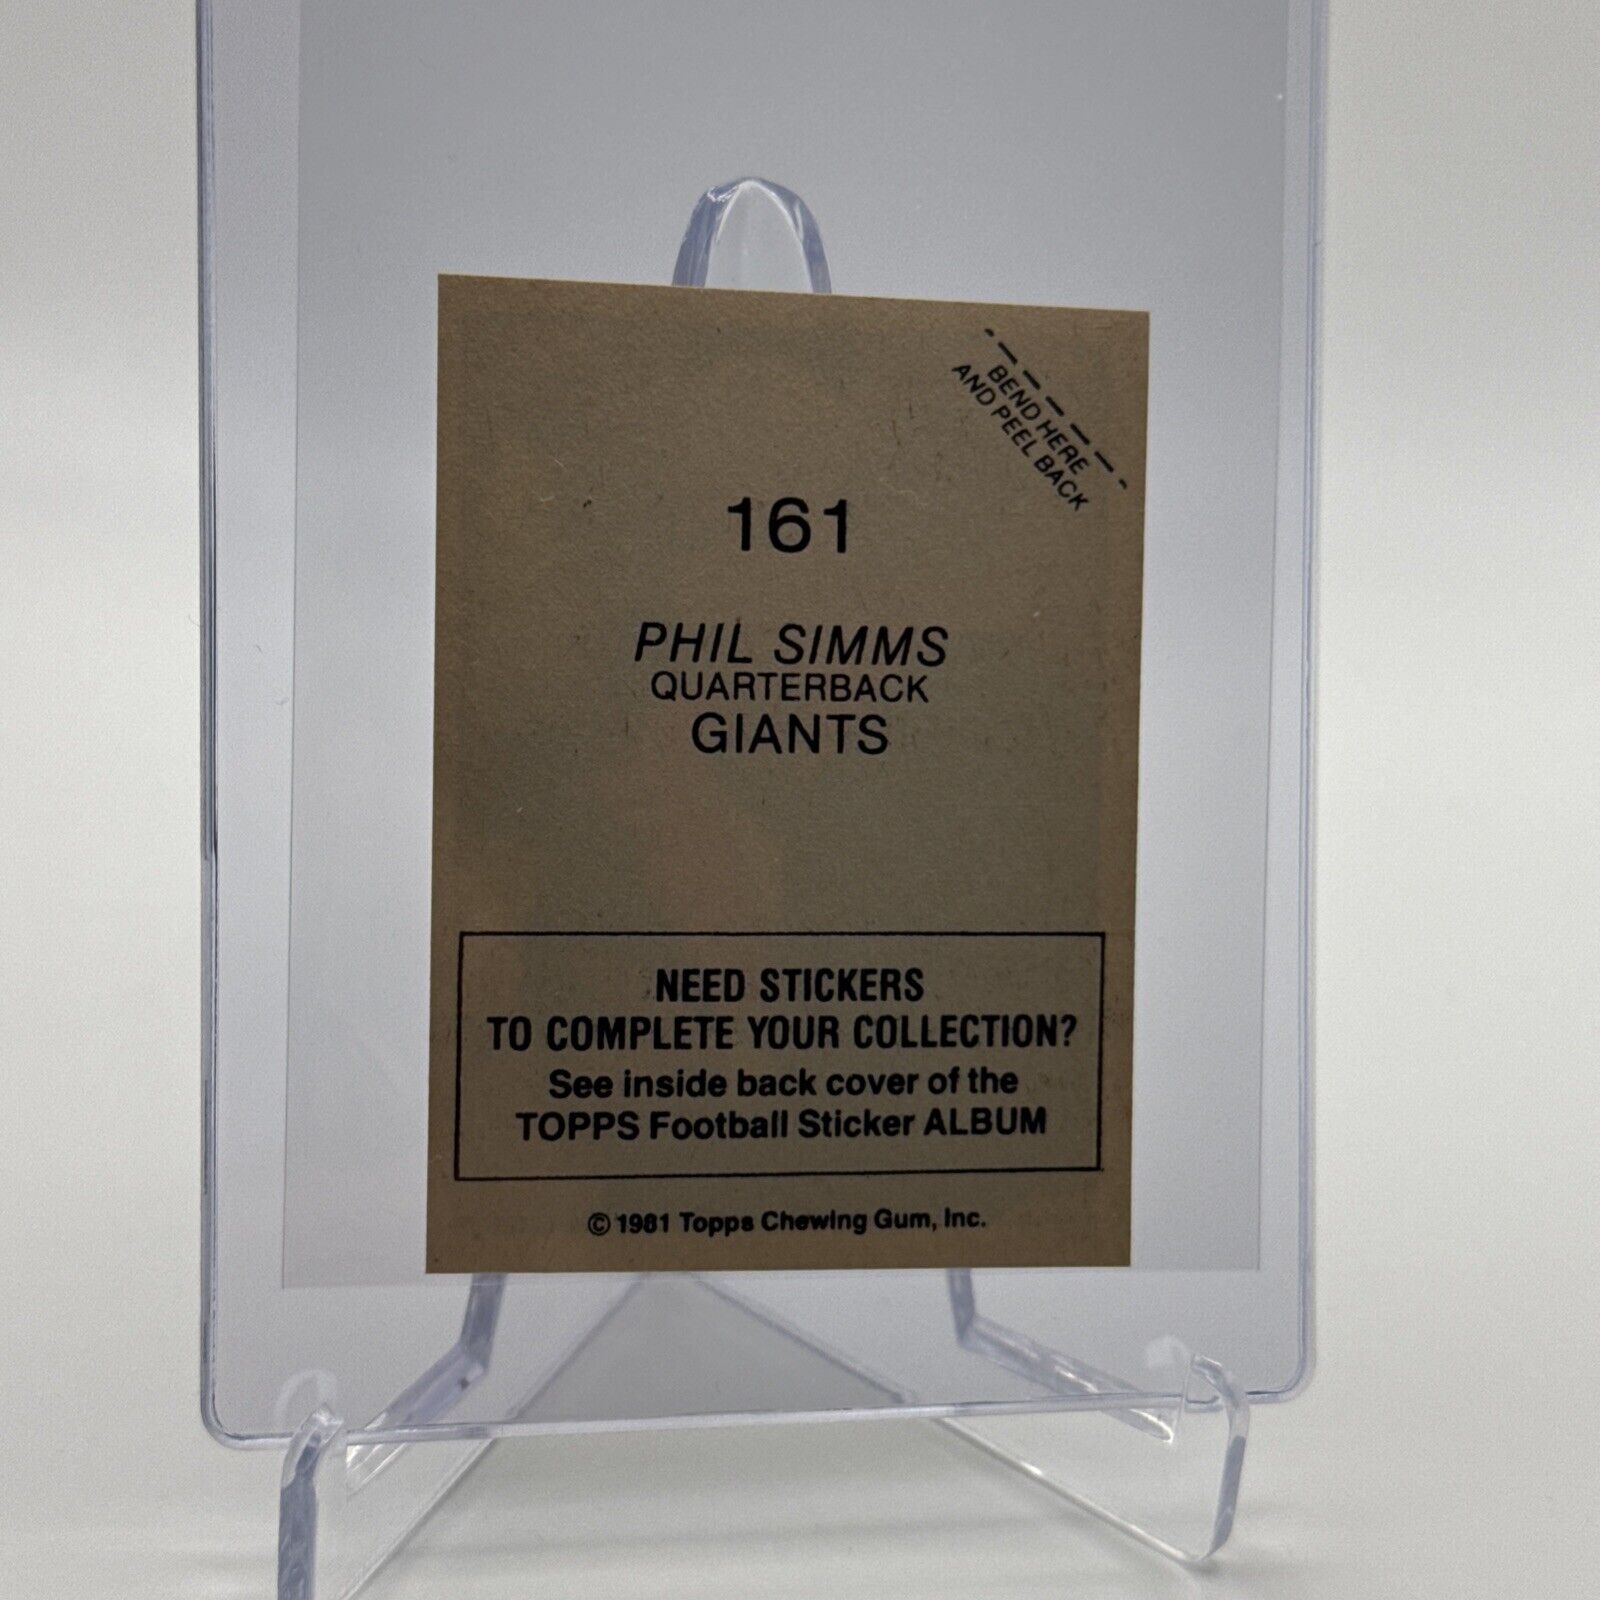 BEND HERE
AND PEEL BACK
161
PHIL SIMMS
QUARTERBACK
GIANTS
NEED STICKERS
TO COMPLETE YOUR COLLECTION?
See inside back cover of the
TOPPS Football Sticker ALBUM
© 1981 Topps Chewing Gum, Inc.